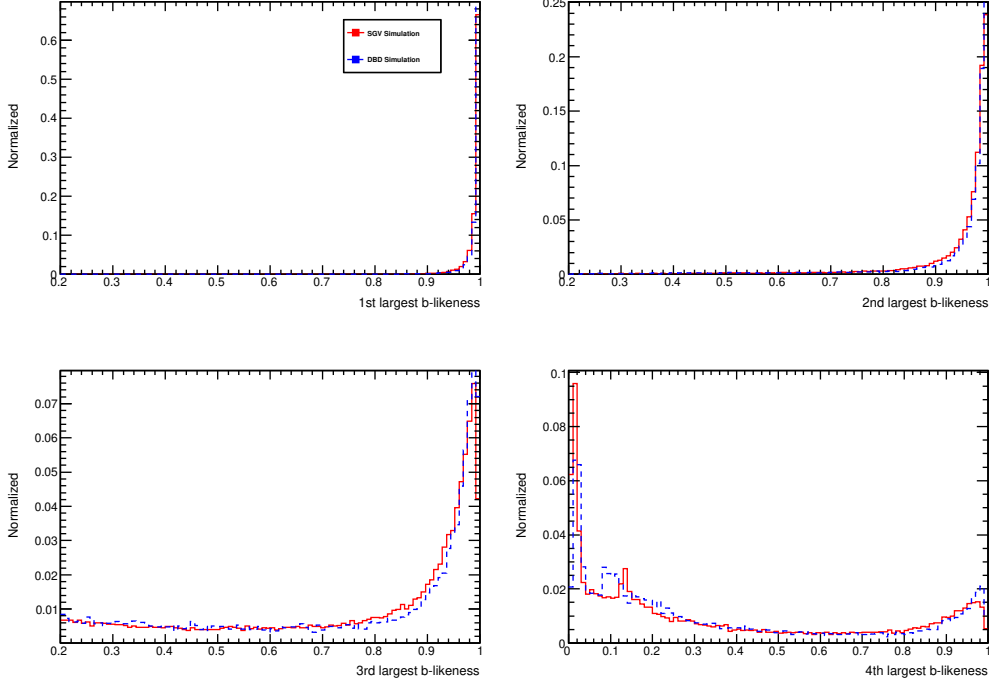 Normalized
0.6
0.5
0.4
0.3
0.2
0.1
0
SGV Simulation
DBD Simulation
0.2 0.3 0.4 0.5 0.6 0.7 0.8 0.9 1
1st largest b-likeness
Normalized
0.25
0.2
0.15
0.1
0.05
0
0.2 0.3 0.4 0.5 0.6 0.7 0.8 0.9 1
2nd largest b-likeness
Normalized
0.07
0.06
0.05
0.04
0.03
0.02
0.01
0.2 0.3 0.4 0.5 0.6 0.7 0.8 0.9 1
3rd largest b-likeness
Normalized
0.1
0.08
0.06
0.04
0.02
0
0 0.1 0.2 0.3 0.4 0.5 0.6 0.7 0.8 0.9 1
4th largest b-likeness